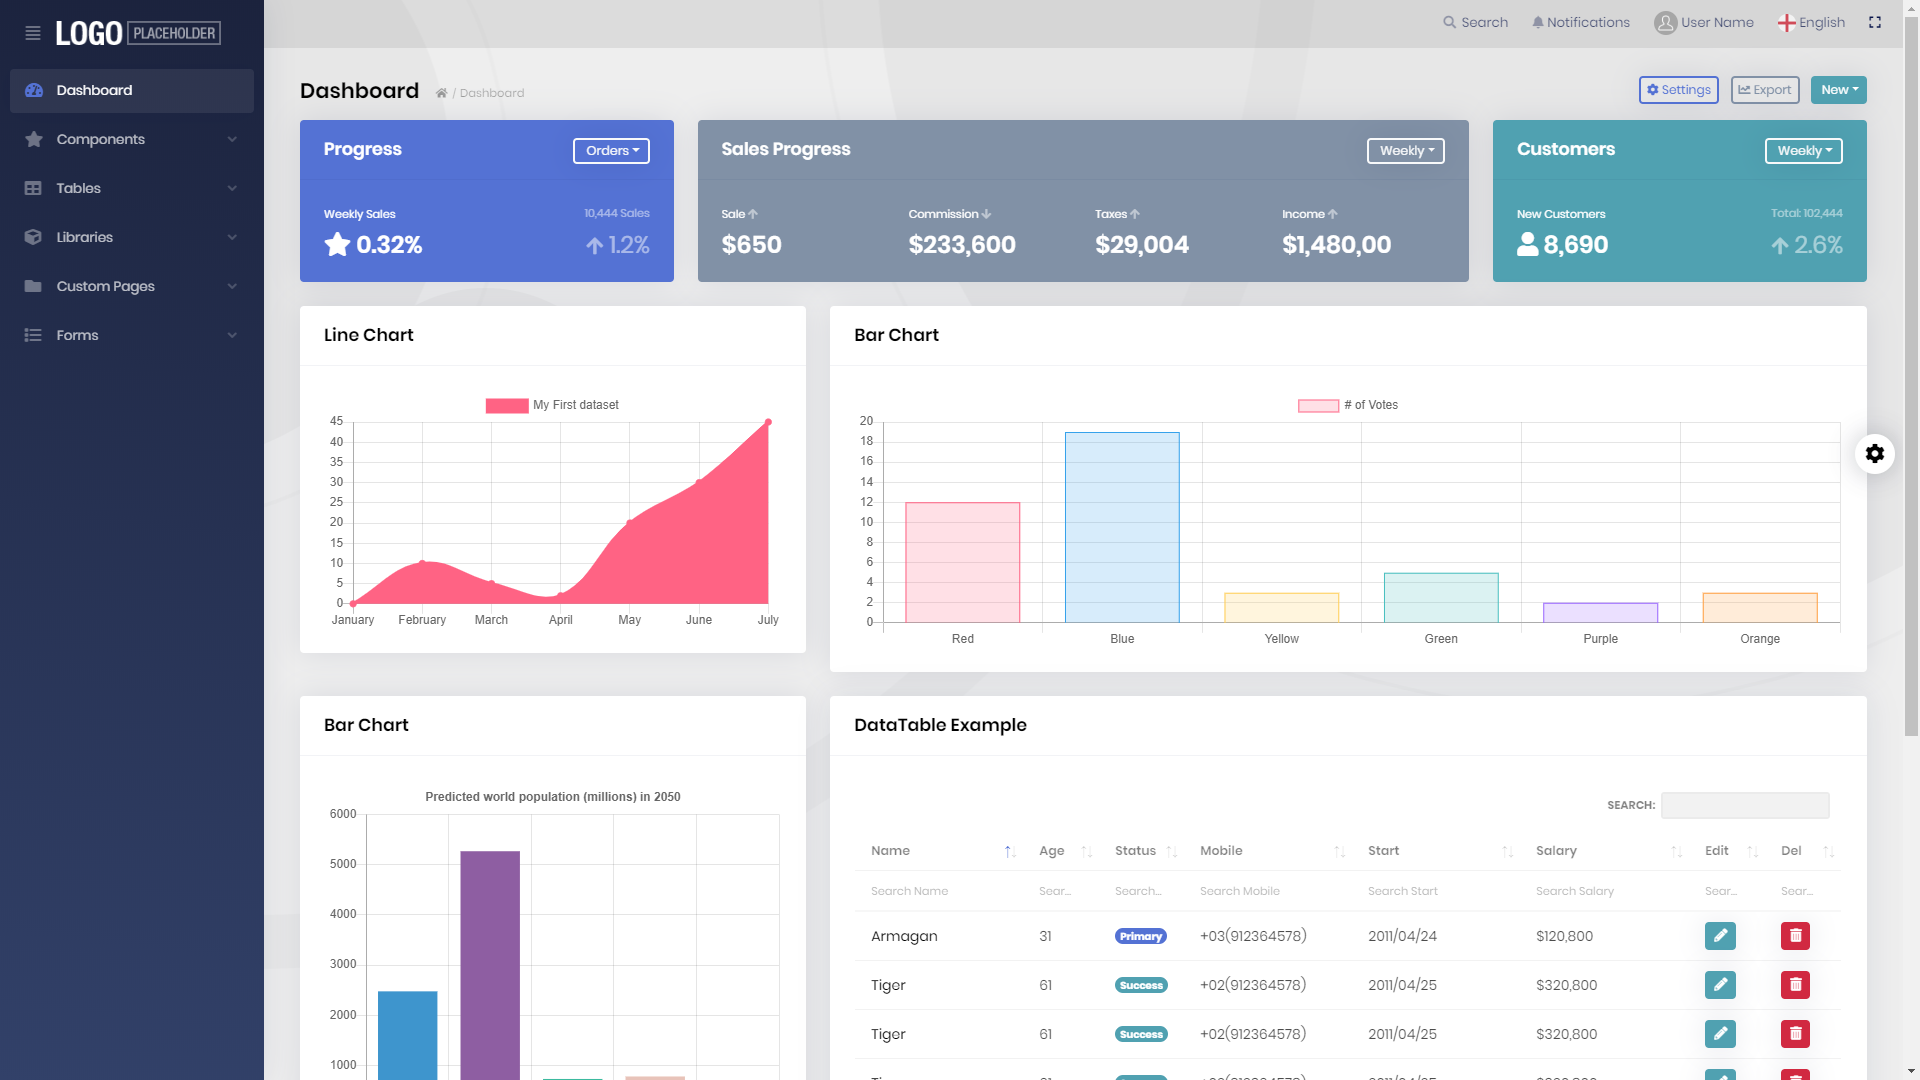 LOGO PLACEHOLDER
Search
Notifications
User Name
English
Dashboard
Components
Tables
Libraries
Custom Pages
Forms
Dashboard
/ Dashboard
Settings
Export
New
Progress
Orders
Weekly Sales
10,444 Sales
0.32%
1.2%
Sales Progress
Weekly
Sale
Commission
Taxes
Income
$650
$233,600
$29,004
$1,480,00
Customers
Weekly
New Customers
Total: 102,444
8,690
2.6%
Line Chart
My First dataset
45
40
35
30
25
20
15
10
5
0
January February March April May June July
Bar Chart
# of Votes
20
18
16
14
12
10
8
6
4
2
0
Red Blue Yellow Green Purple Orange
Bar Chart
Predicted world population (millions) in 2050
6000
5000
4000
3000
2000
1000
DataTable Example
SEARCH:
Name Age Status Mobile Start Salary Edit Del
Search Name Sear... Search... Search Mobile Search Start Search Salary Sear... Sear...
Armagan 31 Primary +03(912364578) 2011/04/24 $120,800
Tiger 61 Success +02(912364578) 2011/04/25 $320,800
Tiger 61 Success +02(912364578) 2011/04/25 $320,800